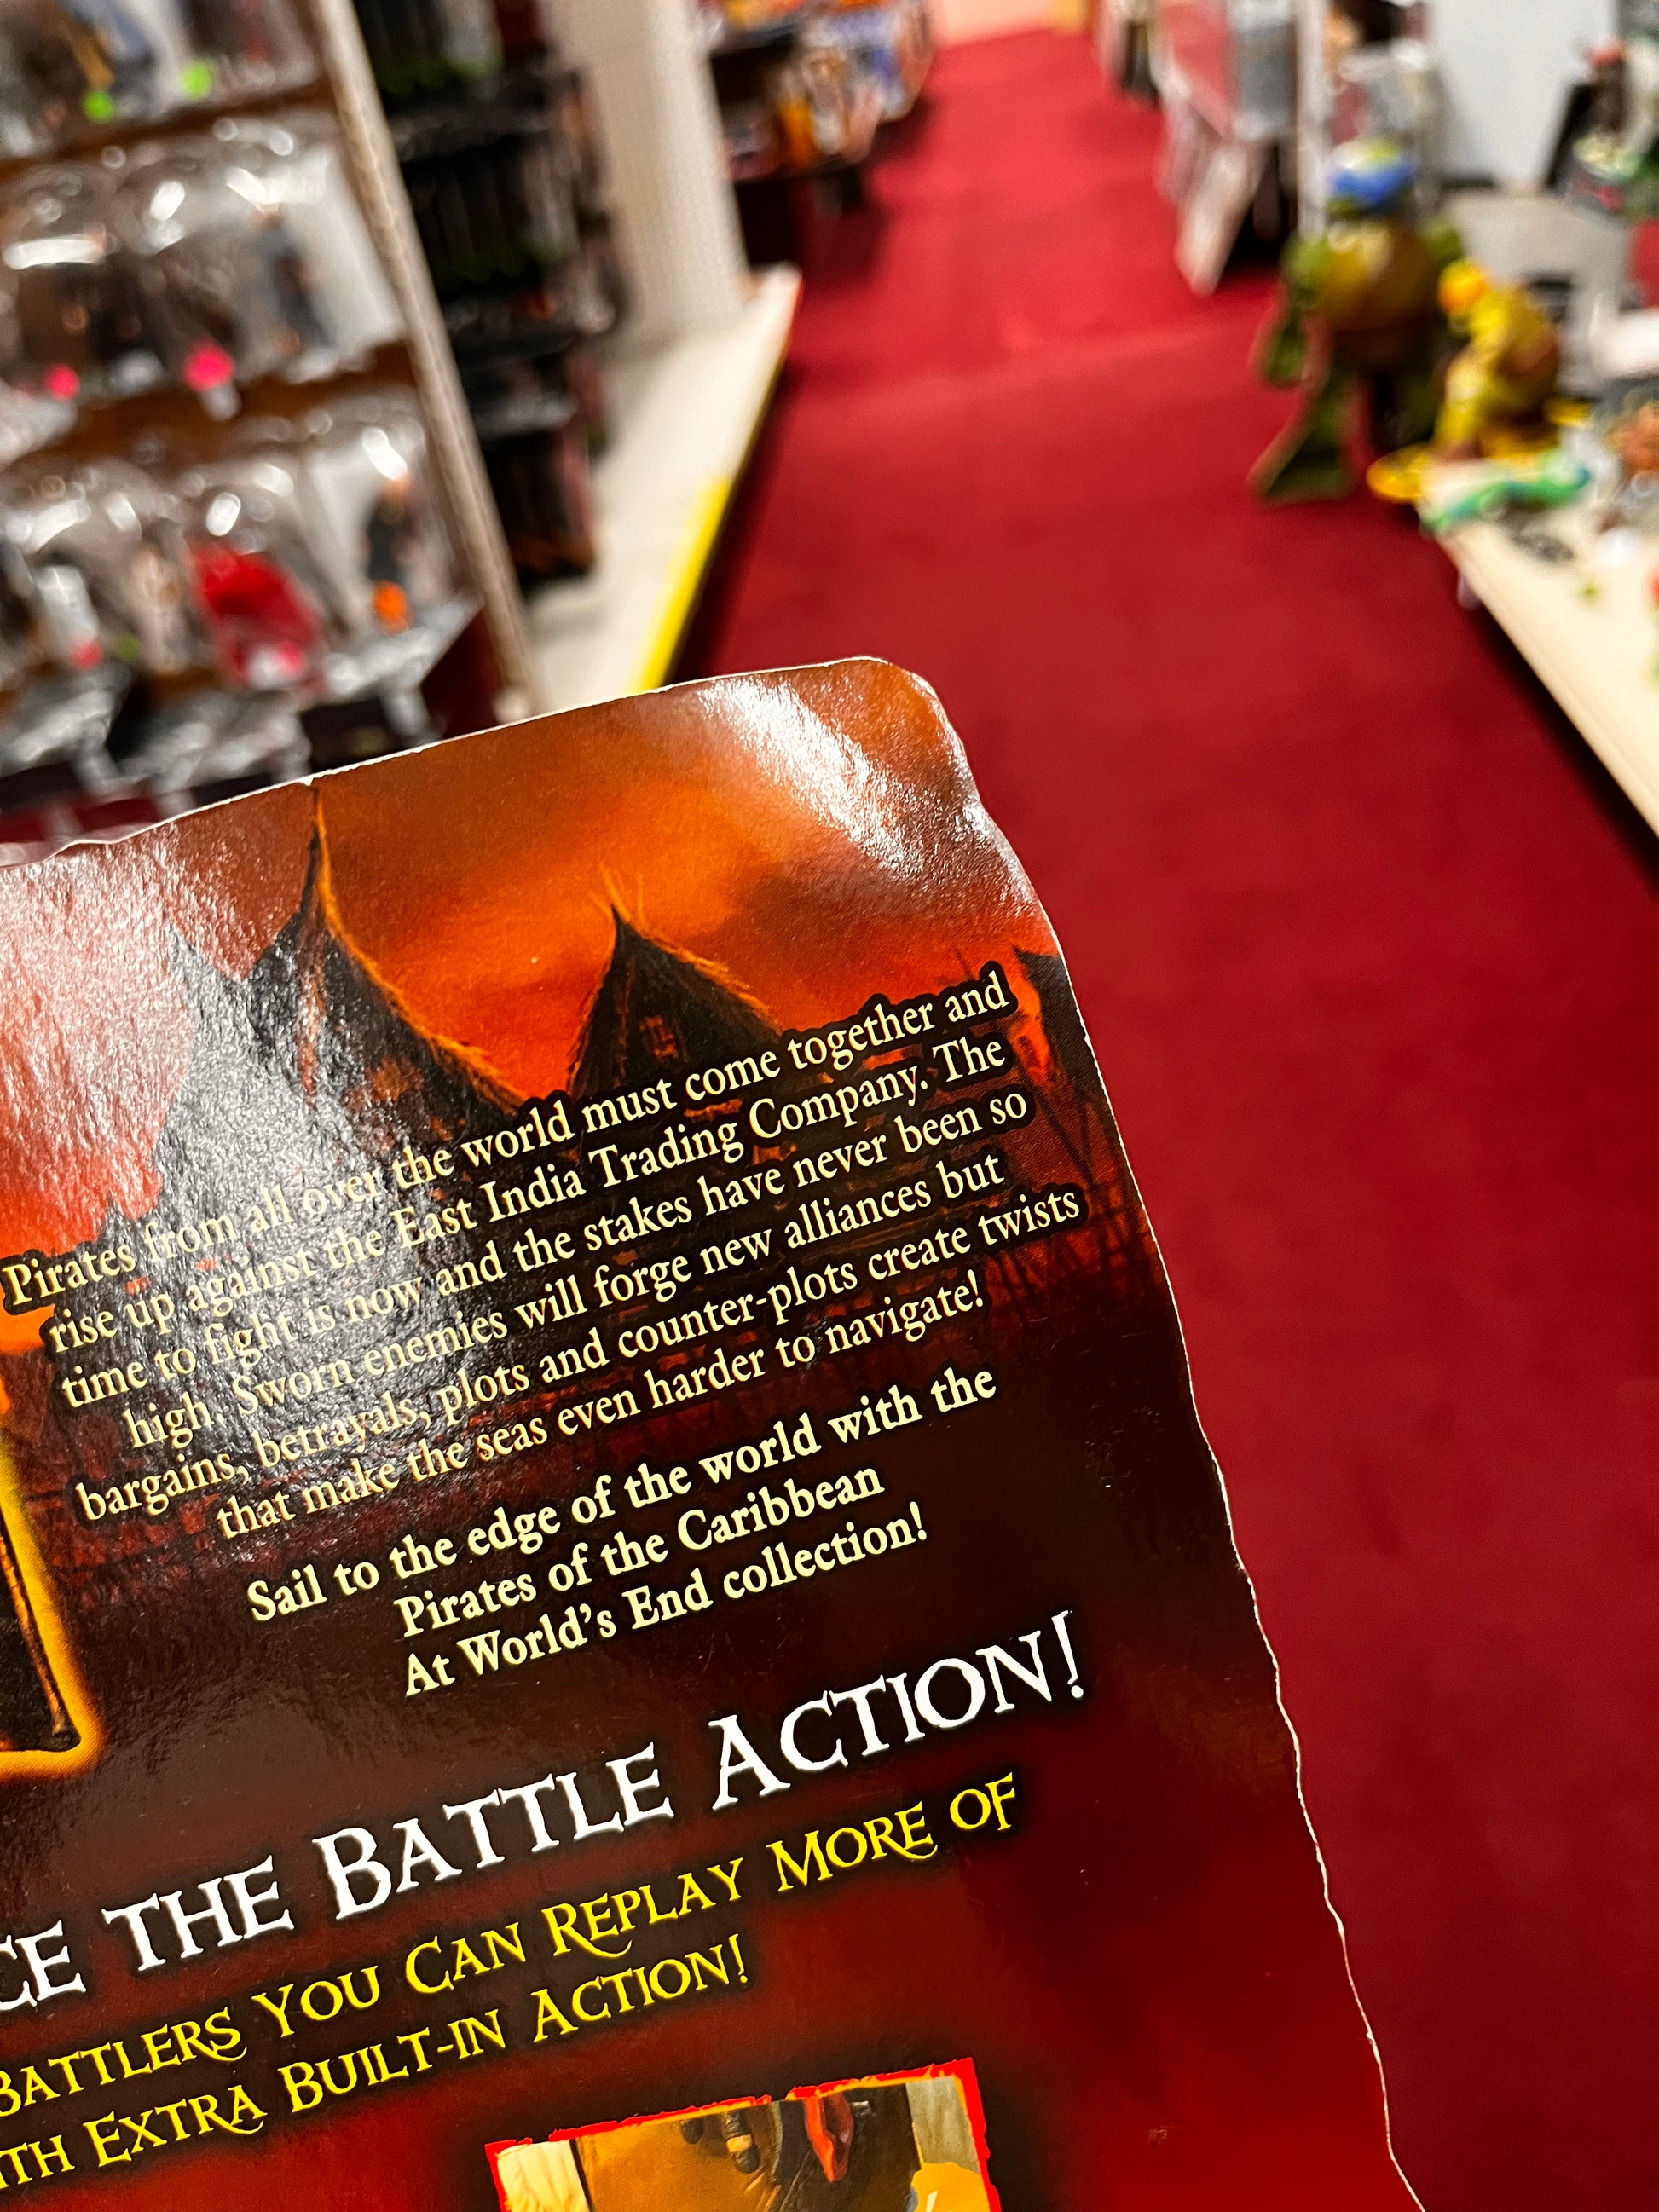 Pirates from all over the world must come together and
rise up against the East India Trading Company. The
time to fight is now and the stakes have never been so
high. Sworn enemies will forge new alliances but
bargains, betrayals, plots and counter-plots create twists
that make the seas even harder to navigate!
Sail to the edge of the world with the
Pirates of the Caribbean
At World's End collection!
CE THE BATTLE ACTION!
BATTLERS YOU CAN REPLAY MORE OF
TH EXTRA BUILT-IN ACTION!